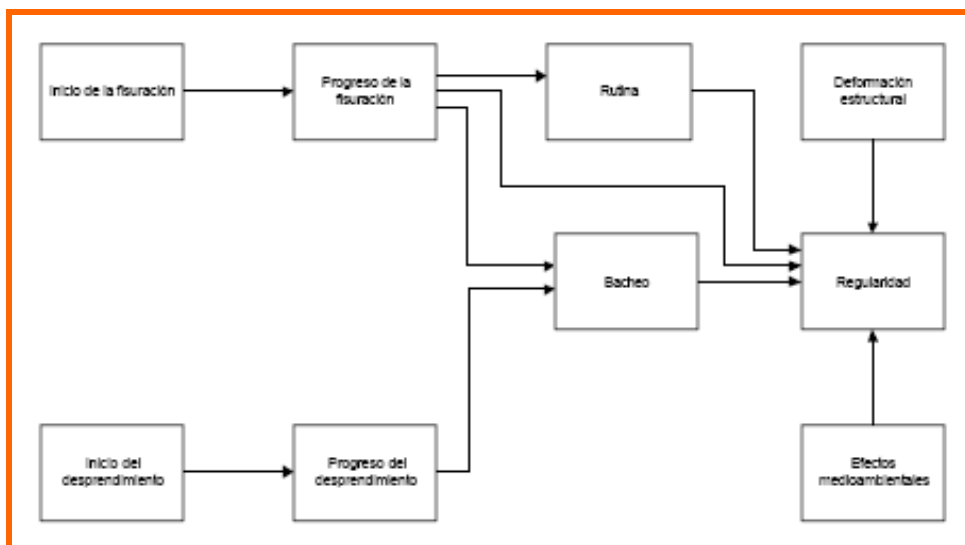 Inicio de la fisuración
Progreso de la
fisuración
Rutina
Deformación
estructural
Bacheo
Regularidad
Inicio del
desprendimiento
Progreso del
desprendimiento
Efectos
medioambientales